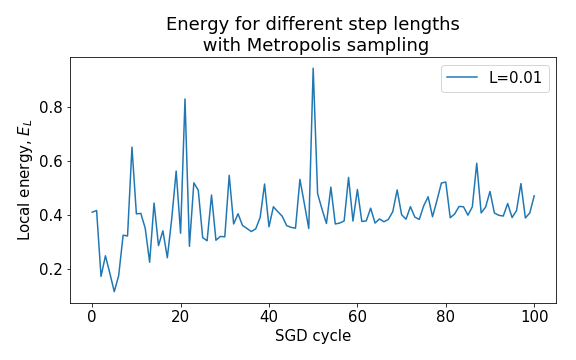 Energy for different step lengths
with Metropolis sampling
L=0.01
Local energy, E_L
0.8
0.6
0.4
0.2
0 20 40 60 80 100
SGD cycle